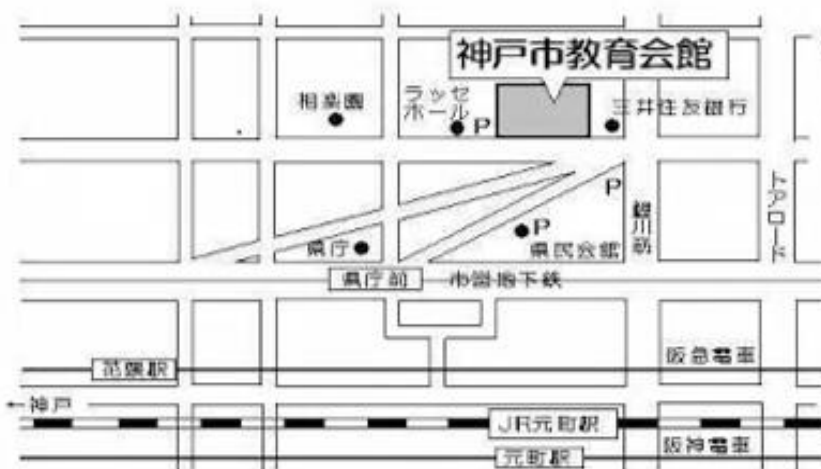 神戸市教育会館
相楽園
ラッセ
ホール
P
三井住友銀行
P
P
県庁
県民会館
鯉川筋
トアロード
県庁前
市営地下鉄
花隈駅
阪急電車
←神戸
JR元町駅
阪神電車
元町駅